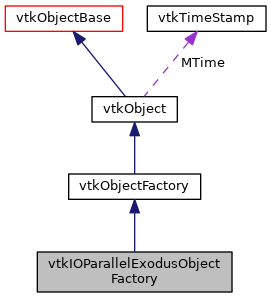 vtkObjectBase
vtkTimeStamp
MTime
vtkObject
vtkObjectFactory
vtkIOParallelExodusObject
Factory